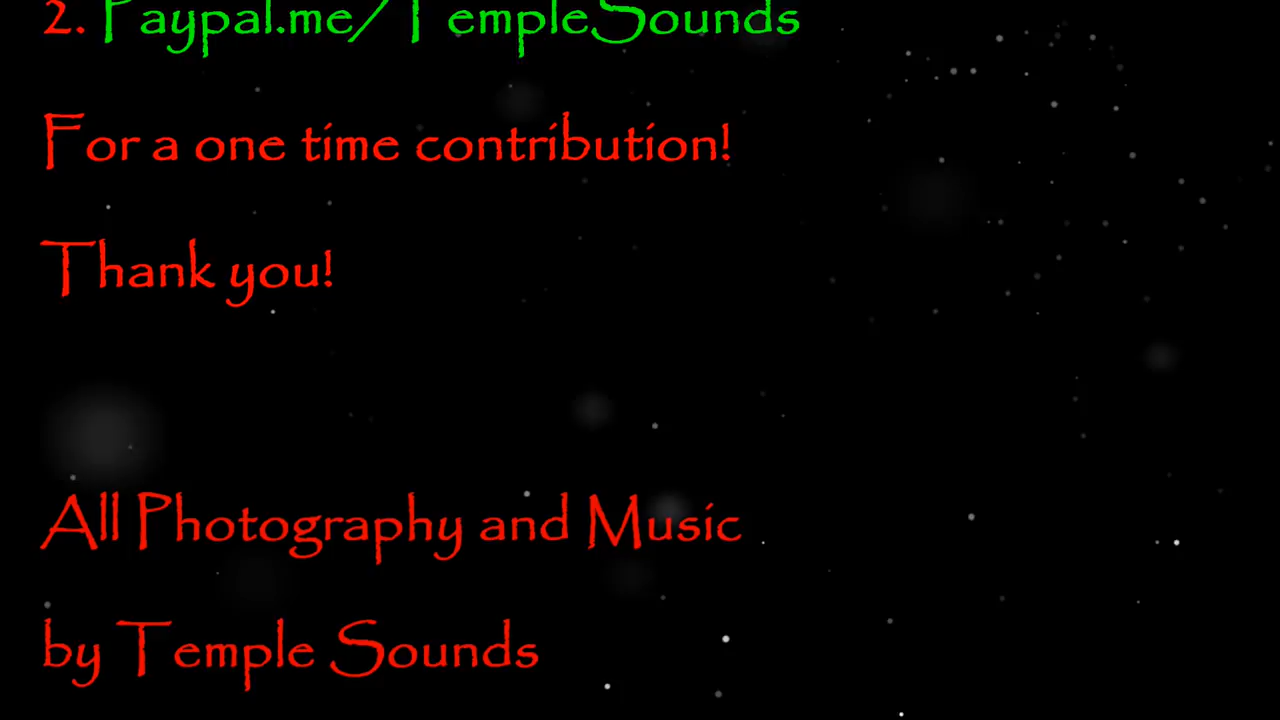 2. Paypal.me/TempleSounds
For a one time contribution!
Thank you!
All Photography and Music
by Temple Sounds